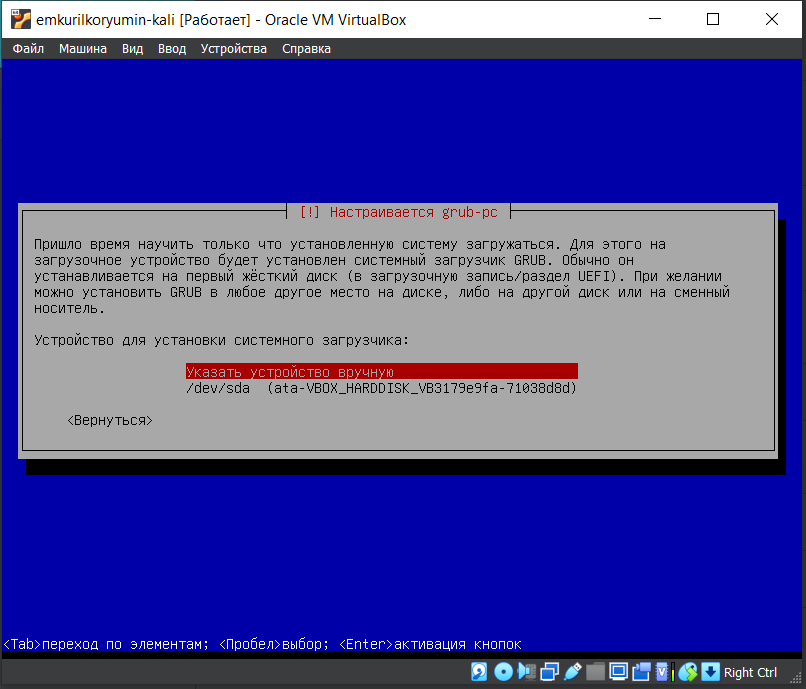 emkurilkoryumin-kali [Работает] - Oracle VM VirtualBox
Файл Машина Вид Ввод Устройства Справка
[!] Настраивается grub-pc
Пришло время научить только что установленную систему загружаться. Для этого на
загрузочное устройство будет установлен системный загрузчик GRUB. Обычно он
устанавливается на первый жёсткий диск (в загрузочную запись/раздел UEFI). При желании
можно установить GRUB в любое другое место на диске, либо на другой диск или на сменный
носитель.
Устройство для установки системного загрузчика:
Указать устройство вручную
/dev/sda (ata-VBOX_HARDDISK_VB3179e9fa-71038d8d)
<Вернуться>
<Tab>переход по элементам; <Пробел>выбор; <Enter>активация кнопок
Right Ctrl